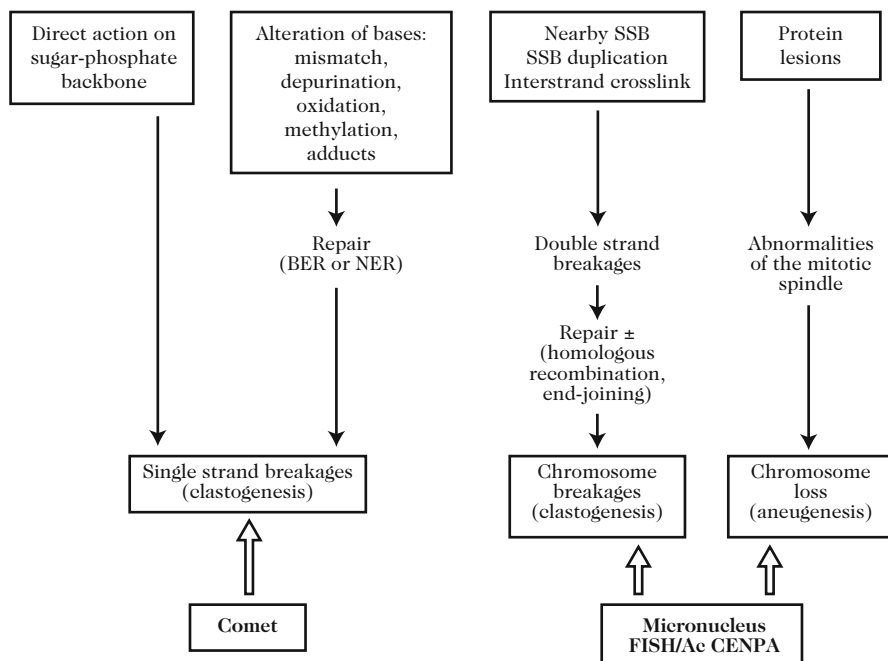 Direct action on
sugar-phosphate
backbone
Alteration of bases:
mismatch,
depurination,
oxidation,
methylation,
adducts
Nearby SSB
SSB duplication
Interstrand crosslink
Protein
lesions
Repair
(BER or NER)
Double strand
breakages
Abnormalities
of the mitotic
spindle
Repair ±
(homologous
recombination,
end-joining)
Single strand breakages
(clastogenesis)
Chromosome
breakages
(clastogenesis)
Chromosome
loss
(aneugenesis)
Comet
Micronucleus
FISH/Ac CENPA